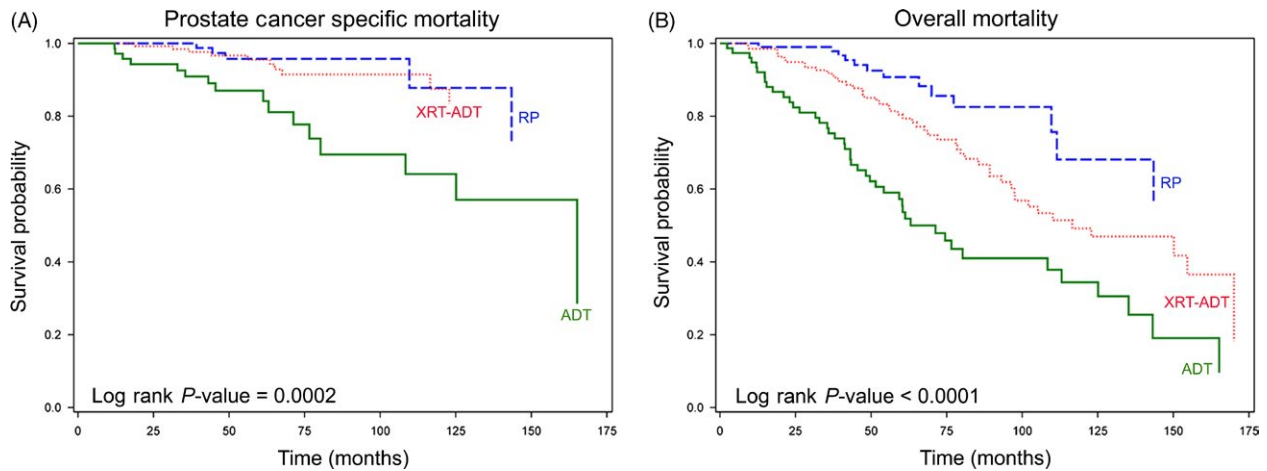 (A)
Prostate cancer specific mortality
Survival probability
1.0
0.8
0.6
0.4
0.2
0.0
XRT-ADT
RP
ADT
Log rank P-value = 0.0002
0 25 50 75 100 125 150 175
Time (months)
(B)
Overall mortality
Survival probability
1.0
0.8
0.6
0.4
0.2
0.0
RP
XRT-ADT
ADT
Log rank P-value < 0.0001
0 25 50 75 100 125 150 175
Time (months)